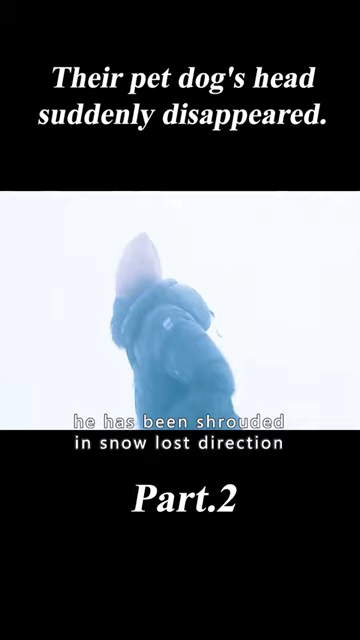 Their pet dog's head
suddenly disappeared.
he has been shrouded
in snow lost direction
Part.2